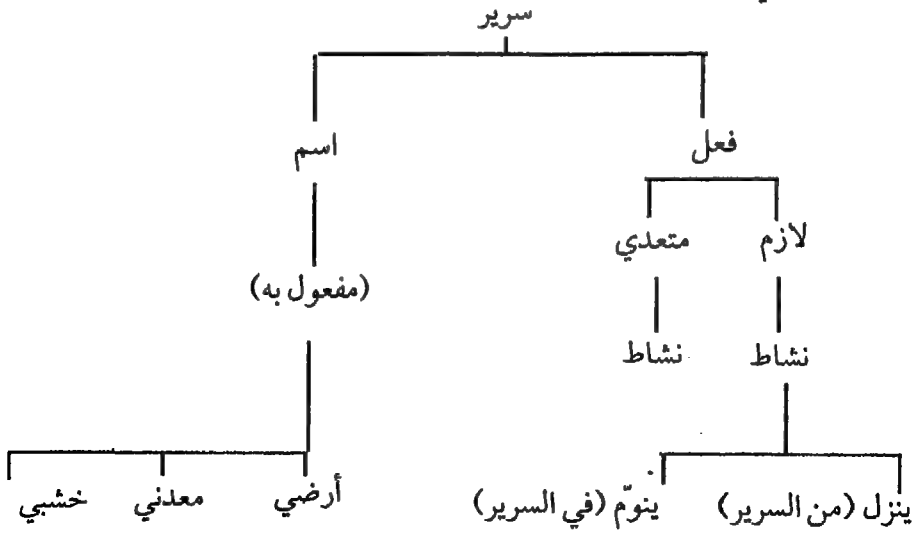 سرير
فعل اسم
لازم متعدي
(مفعول به)
نشاط نشاط
ينزل (من السرير) ينوّم (في السرير) أرضي معدني خشبي